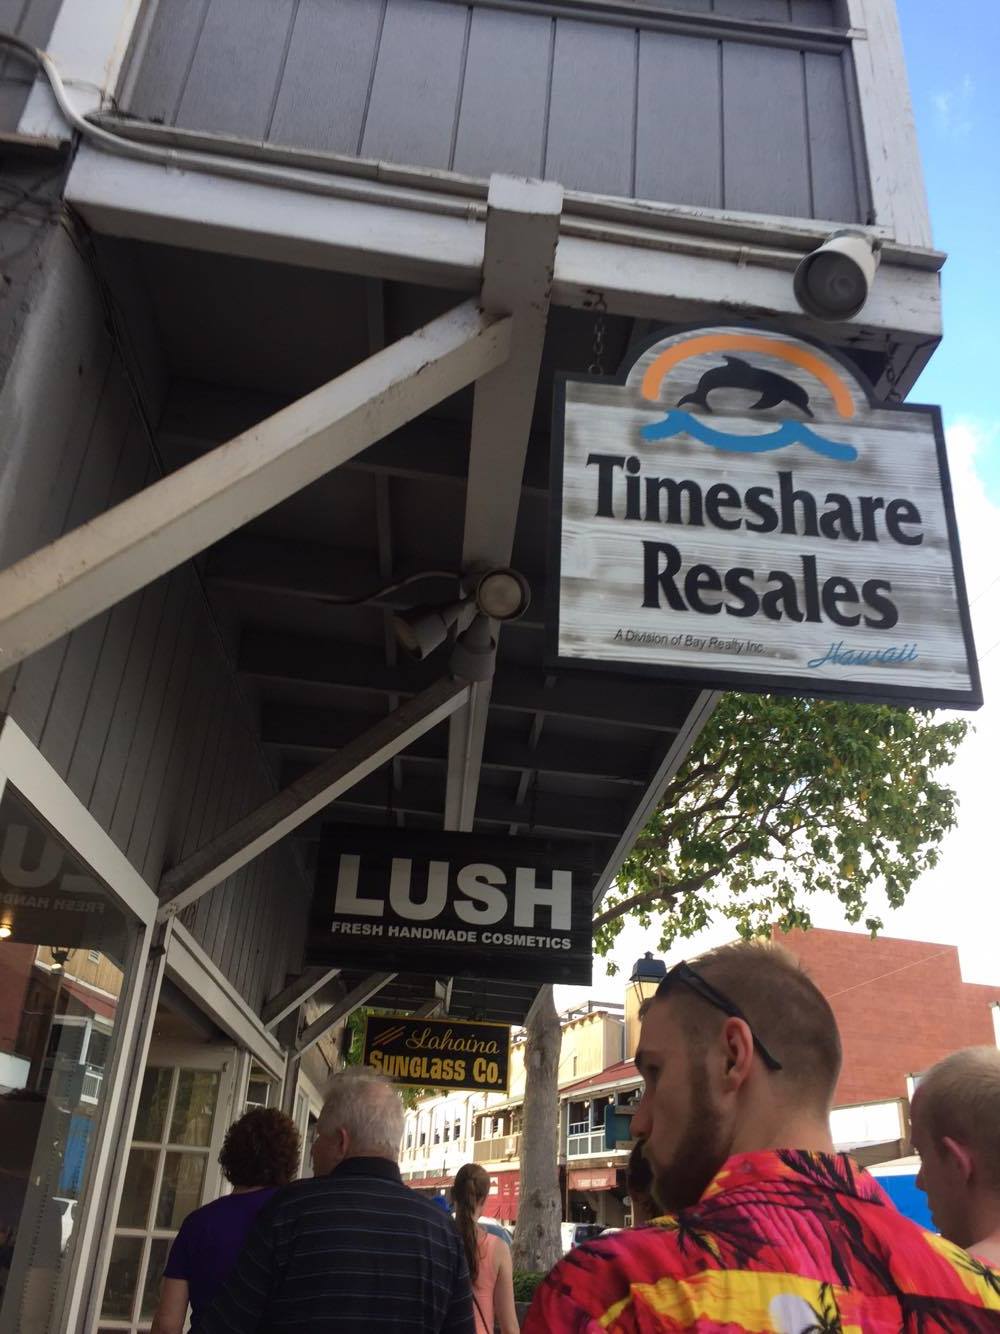 Timeshare
Resales
A Division of Bay Realty Inc.
Hawaii
LUSH
FRESH HANDMADE COSMETICS
Lahaina
SUNGLASS CO.